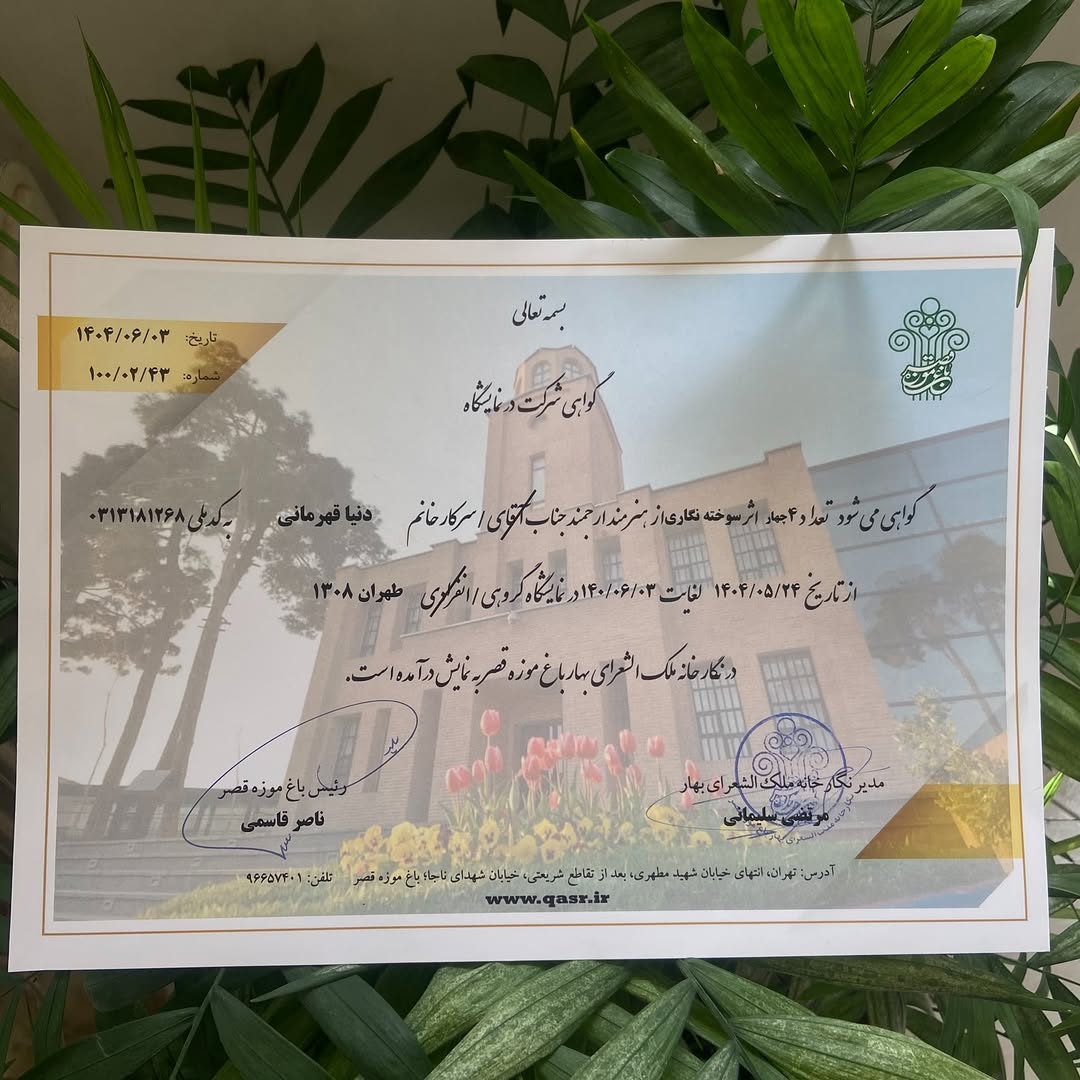 بسمه تعالی
تاریخ: ۱۴۰۴/۰۶/۰۳
شماره: ۱۰۰/۰۲/۴۳
باغ موزه قصر
گواهی شرکت در نمایشگاه
گواهی می شود تعداد ۴ چهار اثر سوخته نگاری از هنرمند ارجمند جناب آقای / سرکار خانم دنیا قهرمانی به کد ملی ۰۳۱۳۱۸۱۲۶۸
از تاریخ ۱۴۰۴/۰۵/۲۴ لغایت ۱۴۰/۰۶/۰۳ در نمایشگاه گروهی / انفرادی طهران ۱۳۰۸
در نگارخانه ملک الشعرای بهار باغ موزه قصر به نمایش درآمده است.
مدیر نگارخانه ملک الشعرای بهار
مرتضی سلیمانی
رئیس باغ موزه قصر
ناصر قاسمی
آدرس: تهران، انتهای خیابان شهید مطهری، بعد از تقاطع شریعتی، خیابان شهدای ناجا؛ باغ موزه قصر تلفن: ۹۶۶۵۷۴۰۱
www.qasr.ir